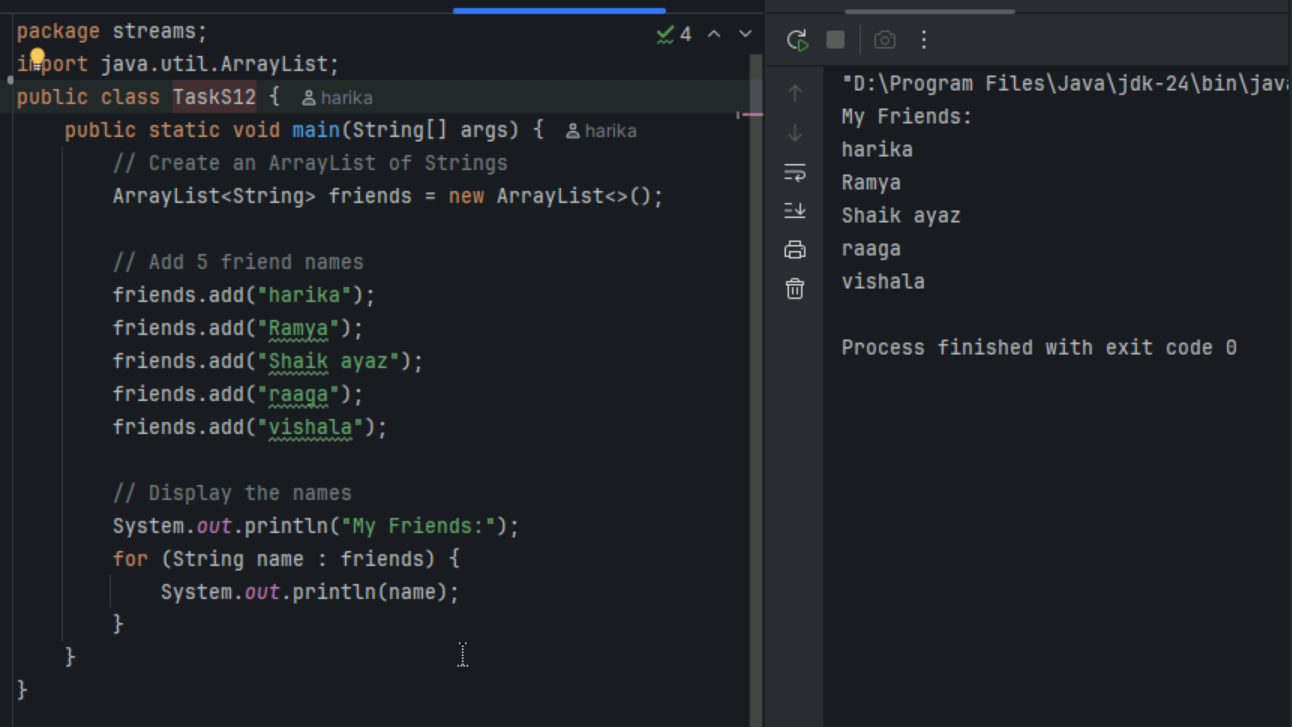 package streams;
import java.util.ArrayList;
public class TaskS12 { harika
public static void main(String[] args) { harika
// Create an ArrayList of Strings
ArrayList<String> friends = new ArrayList<>();
// Add 5 friend names
friends.add("harika");
friends.add("Ramya");
friends.add("Shaik ayaz");
friends.add("raaga");
friends.add("vishala");
// Display the names
System.out.println("My Friends:");
for (String name : friends) {
System.out.println(name);
}
}
}
4
"D:\Program Files\Java\jdk-24\bin\java
My Friends:
harika
Ramya
Shaik ayaz
raaga
vishala
Process finished with exit code 0